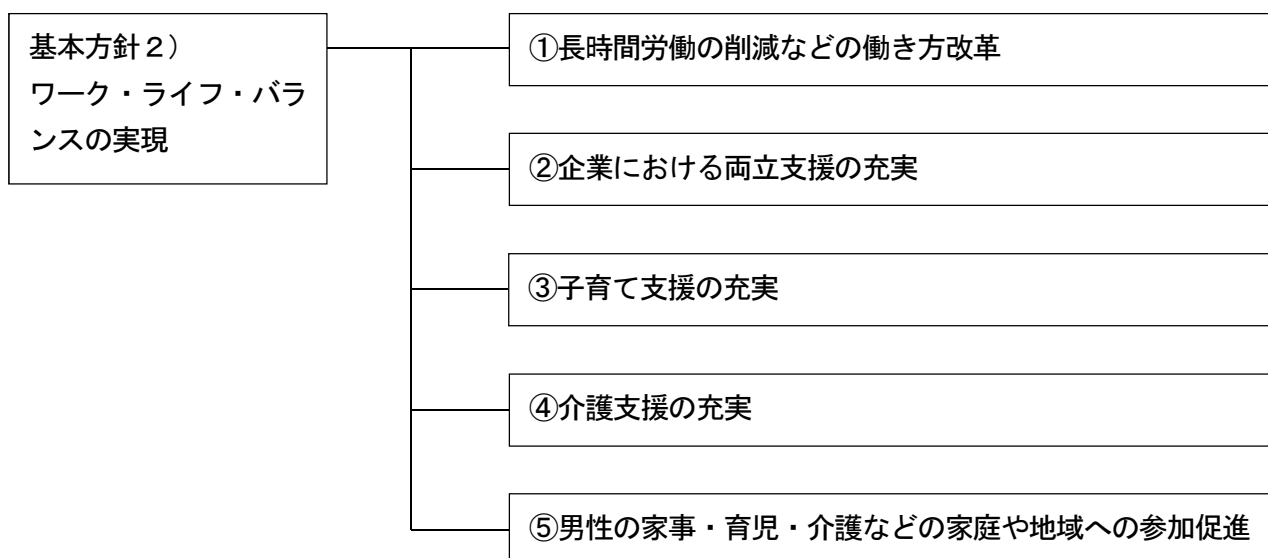 基本方針２）
ワーク・ライフ・バラ
ンスの実現
①長時間労働の削減などの働き方改革
②企業における両立支援の充実
③子育て支援の充実
④介護支援の充実
⑤男性の家事・育児・介護などの家庭や地域への参加促進